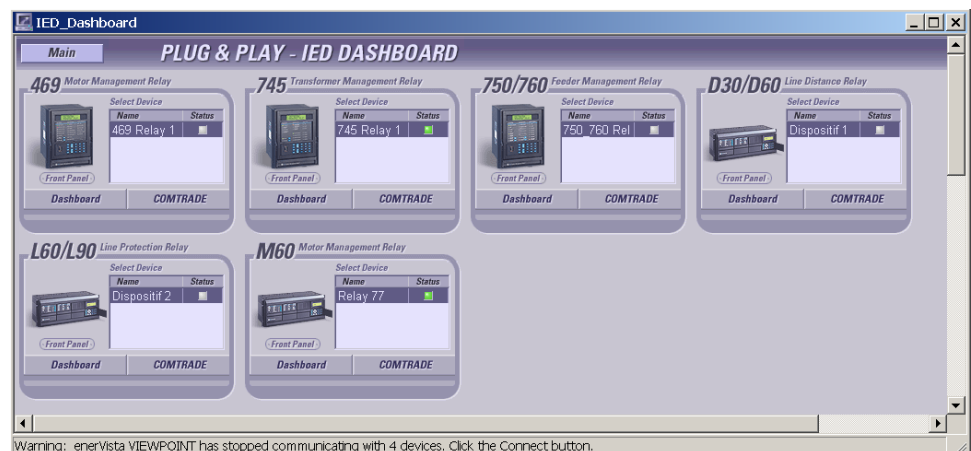 IED_Dashboard
Main
PLUG & PLAY - IED DASHBOARD
469 Motor Management Relay
Select Device
Name Status
469 Relay 1
Front Panel
Dashboard COMTRADE
745 Transformer Management Relay
Select Device
Name Status
745 Relay 1
Front Panel
Dashboard COMTRADE
750/760 Feeder Management Relay
Select Device
Name Status
750_760 Rel
Front Panel
Dashboard COMTRADE
D30/D60 Line Distance Relay
Select Device
Name Status
Dispositif 1
Front Panel
Dashboard COMTRADE
L60/L90 Line Protection Relay
Select Device
Name Status
Dispositif 2
Front Panel
Dashboard COMTRADE
M60 Motor Management Relay
Select Device
Name Status
Relay 77
Front Panel
Dashboard COMTRADE
Warning: enerVista VIEWPOINT has stopped communicating with 4 devices. Click the Connect button.